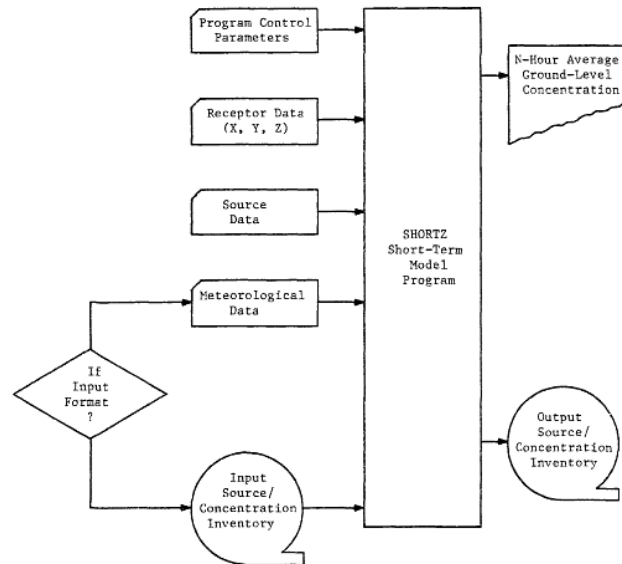 Program Control
Parameters
N-Hour Average
Ground-Level
Concentration
Receptor Data
(X, Y, Z)
Source
Data
SHORTZ
Short-Term
Model
Program
Meteorological
Data
If
Input
Format
?
Output
Source/
Concentration
Inventory
Input
Source/
Concentration
Inventory